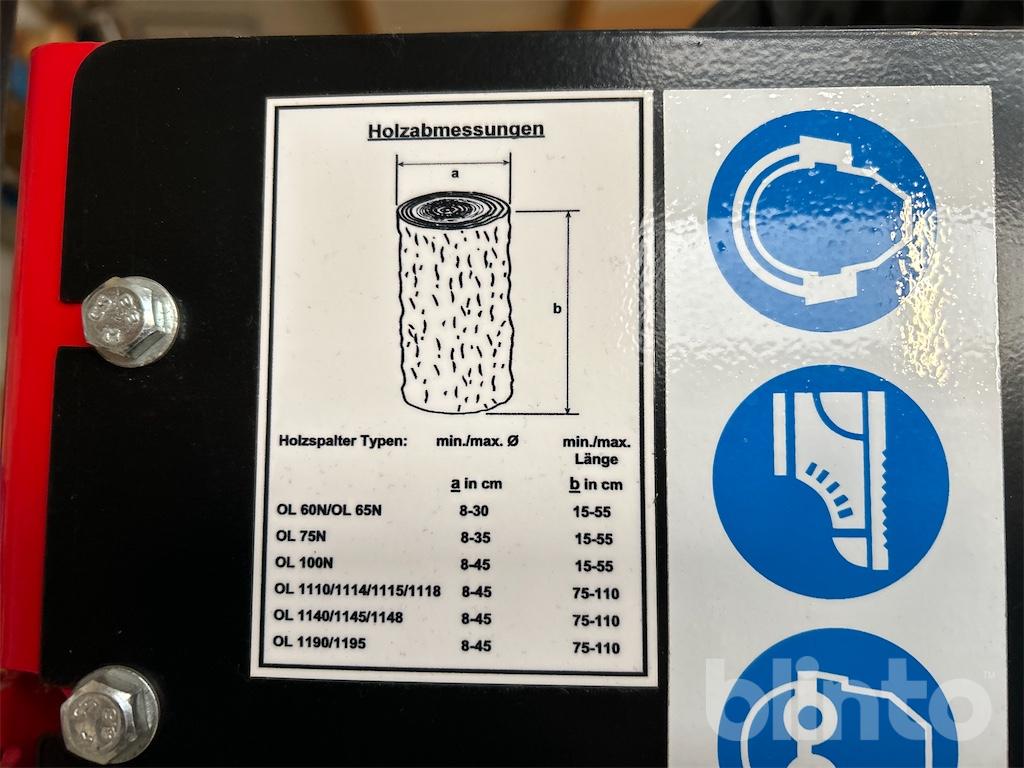 Holzabmessungen
a
b
Holzspalter Typen: min./max. Ø min./max. Länge
a in cm b in cm
OL 60N/OL 65N 8-30 15-55
OL 75N 8-35 15-55
OL 100N 8-45 15-55
OL 1110/1114/1115/1118 8-45 75-110
OL 1140/1145/1148 8-45 75-110
OL 1190/1195 8-45 75-110
blinto™